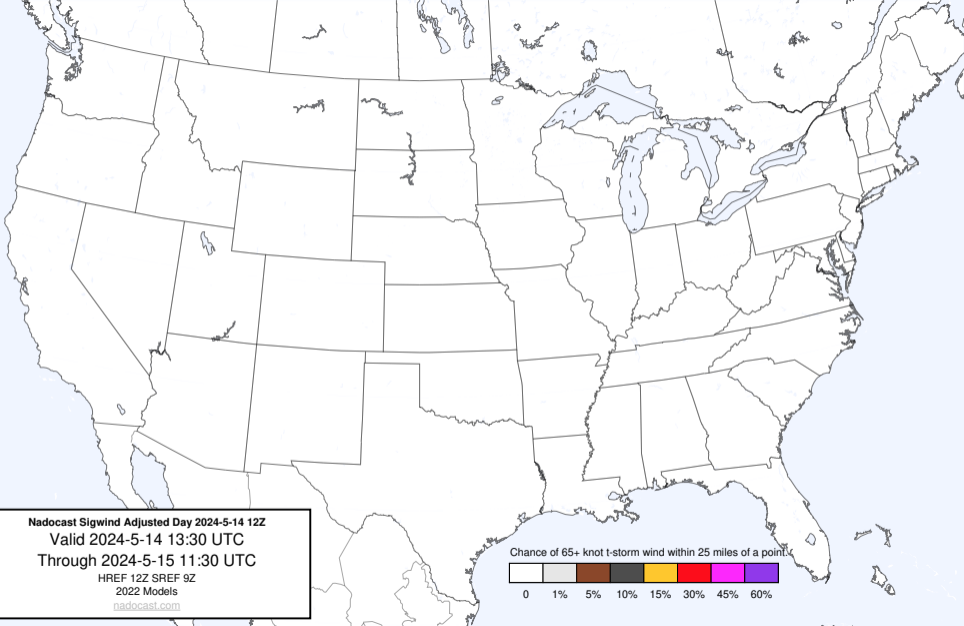 Nadocast Sigwind Adjusted Day 2024-5-14 12Z
Valid 2024-5-14 13:30 UTC
Through 2024-5-15 11:30 UTC
HREF 12Z SREF 9Z
2022 Models
nadocast.com
Chance of 65+ knot t-storm wind within 25 miles of a point.
0 1% 5% 10% 15% 30% 45% 60%